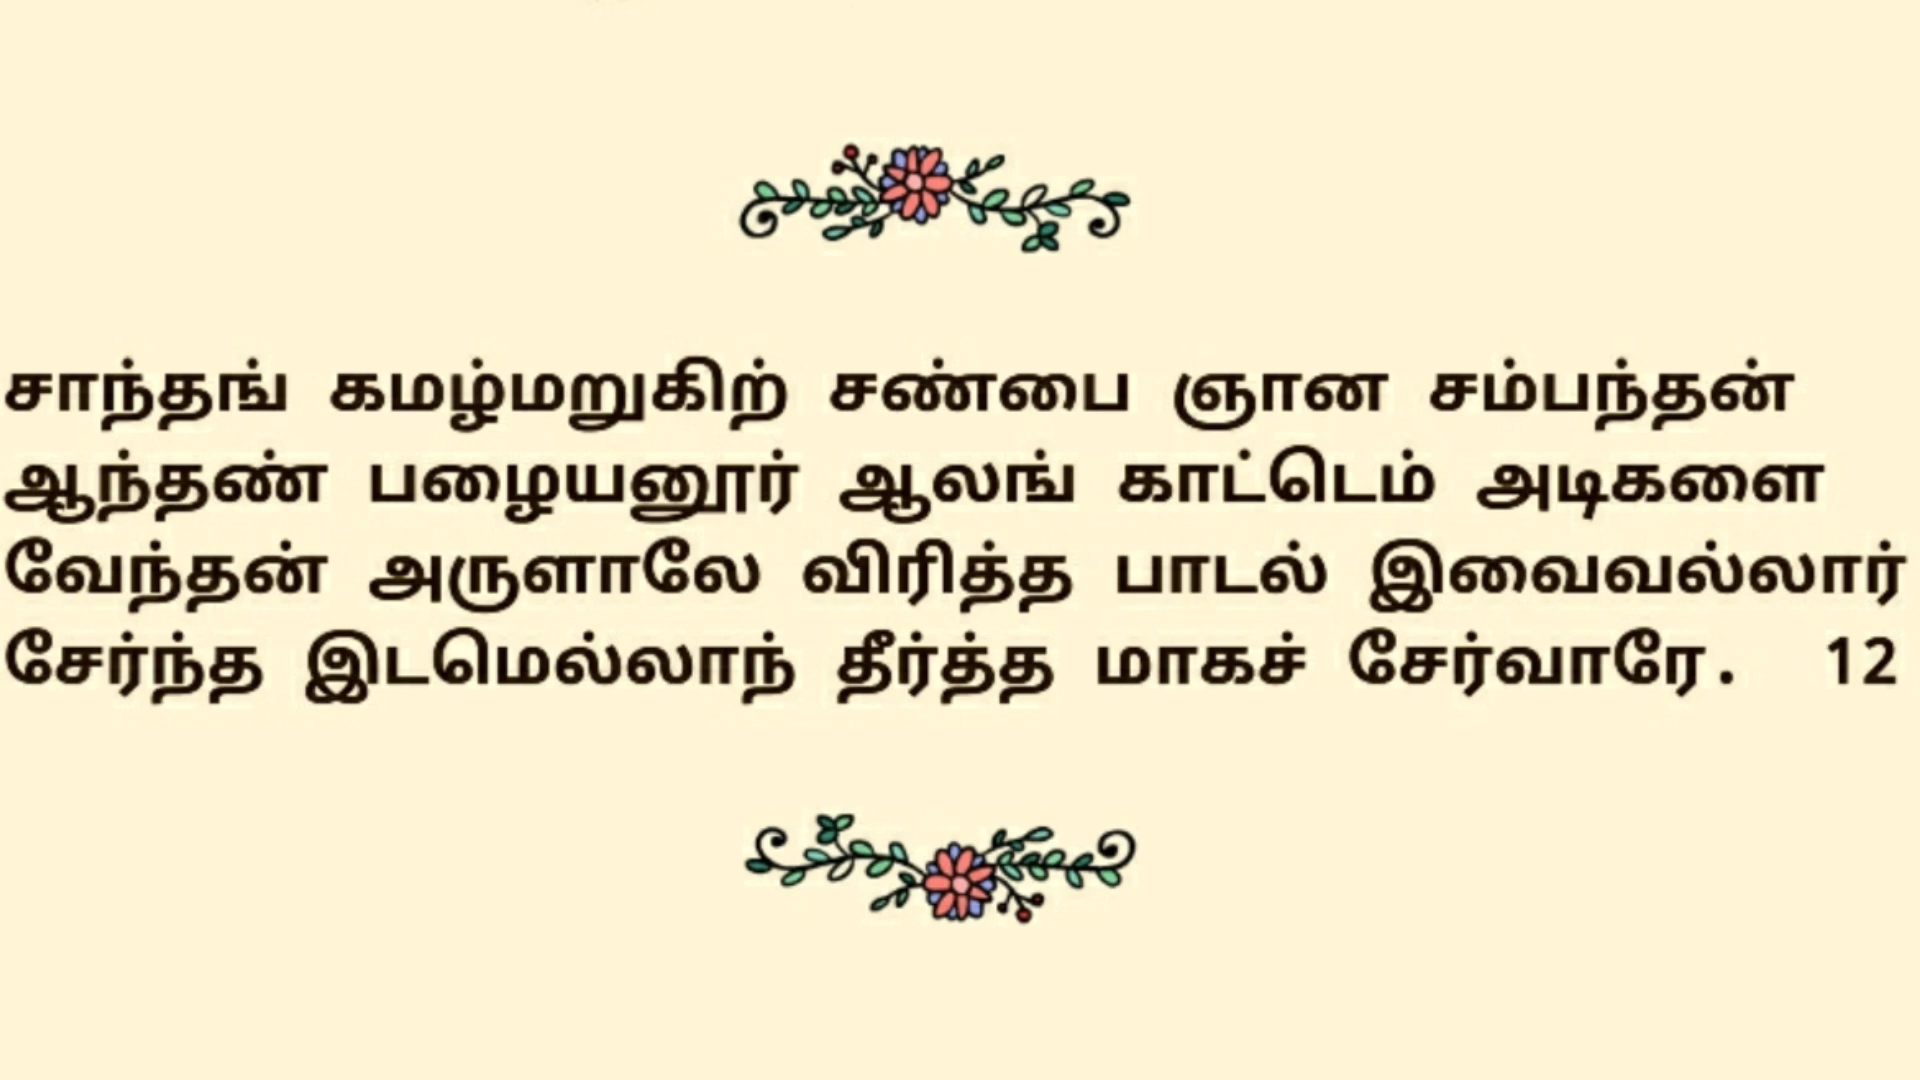 சாந்தங் கமழ்மறுகிற் சண்பை ஞான சம்பந்தன்
ஆந்தண் பழையனூர் ஆலங் காட்டெம் அடிகளை
வேந்தன் அருளாலே விரித்த பாடல் இவைவல்லார்
சேர்ந்த இடமெல்லாந் தீர்த்த மாகச் சேர்வாரே. 12